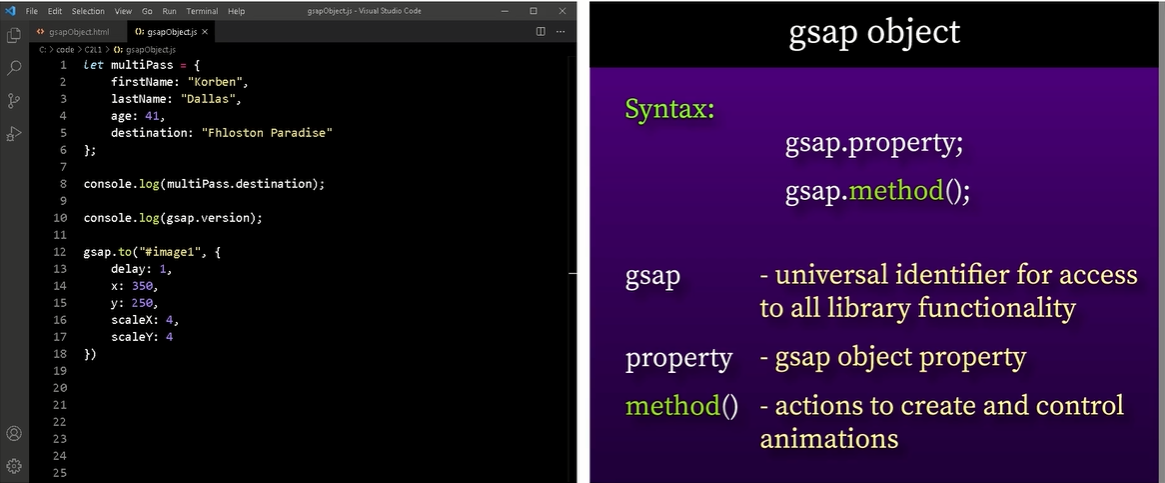 File Edit Selection View Go Run Terminal Help gsapObject.js - Visual Studio Code
gsapObject.html gsapObject.js
C: > code > C2L1 > gsapObject.js
1 let multiPass = {
2 firstName: "Korben",
3 lastName: "Dallas",
4 age: 41,
5 destination: "Fhloston Paradise"
6 };
7
8 console.log(multiPass.destination);
9
10 console.log(gsap.version);
11
12 gsap.to("#image1", {
13 delay: 1,
14 x: 350,
15 y: 250,
16 scaleX: 4,
17 scaleY: 4
18 })
19
20
21
22
23
24
25
gsap object
Syntax:
gsap.property;
gsap.method();
gsap - universal identifier for access
to all library functionality
property - gsap object property
method() - actions to create and control
animations